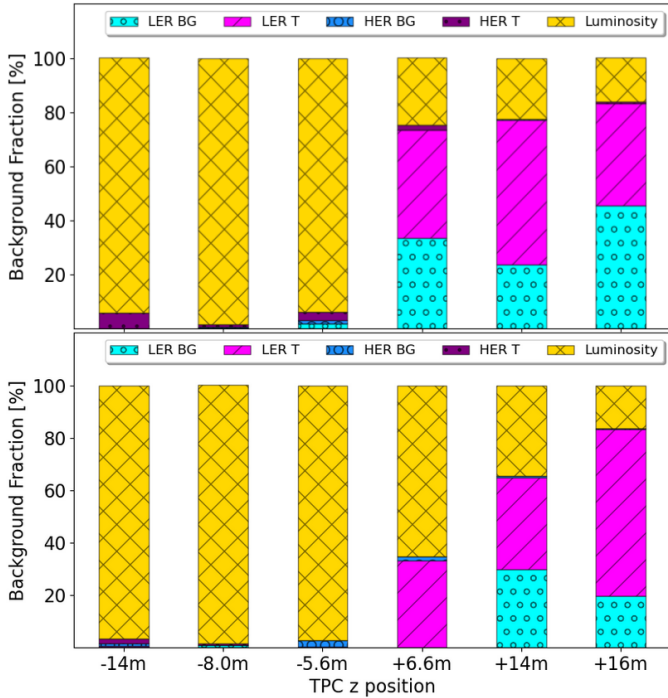 LER BG LER T HER BG HER T Luminosity
Background Fraction [%]
100
80
60
40
20
LER BG LER T HER BG HER T Luminosity
Background Fraction [%]
100
80
60
40
20
-14m -8.0m -5.6m +6.6m +14m +16m
TPC z position